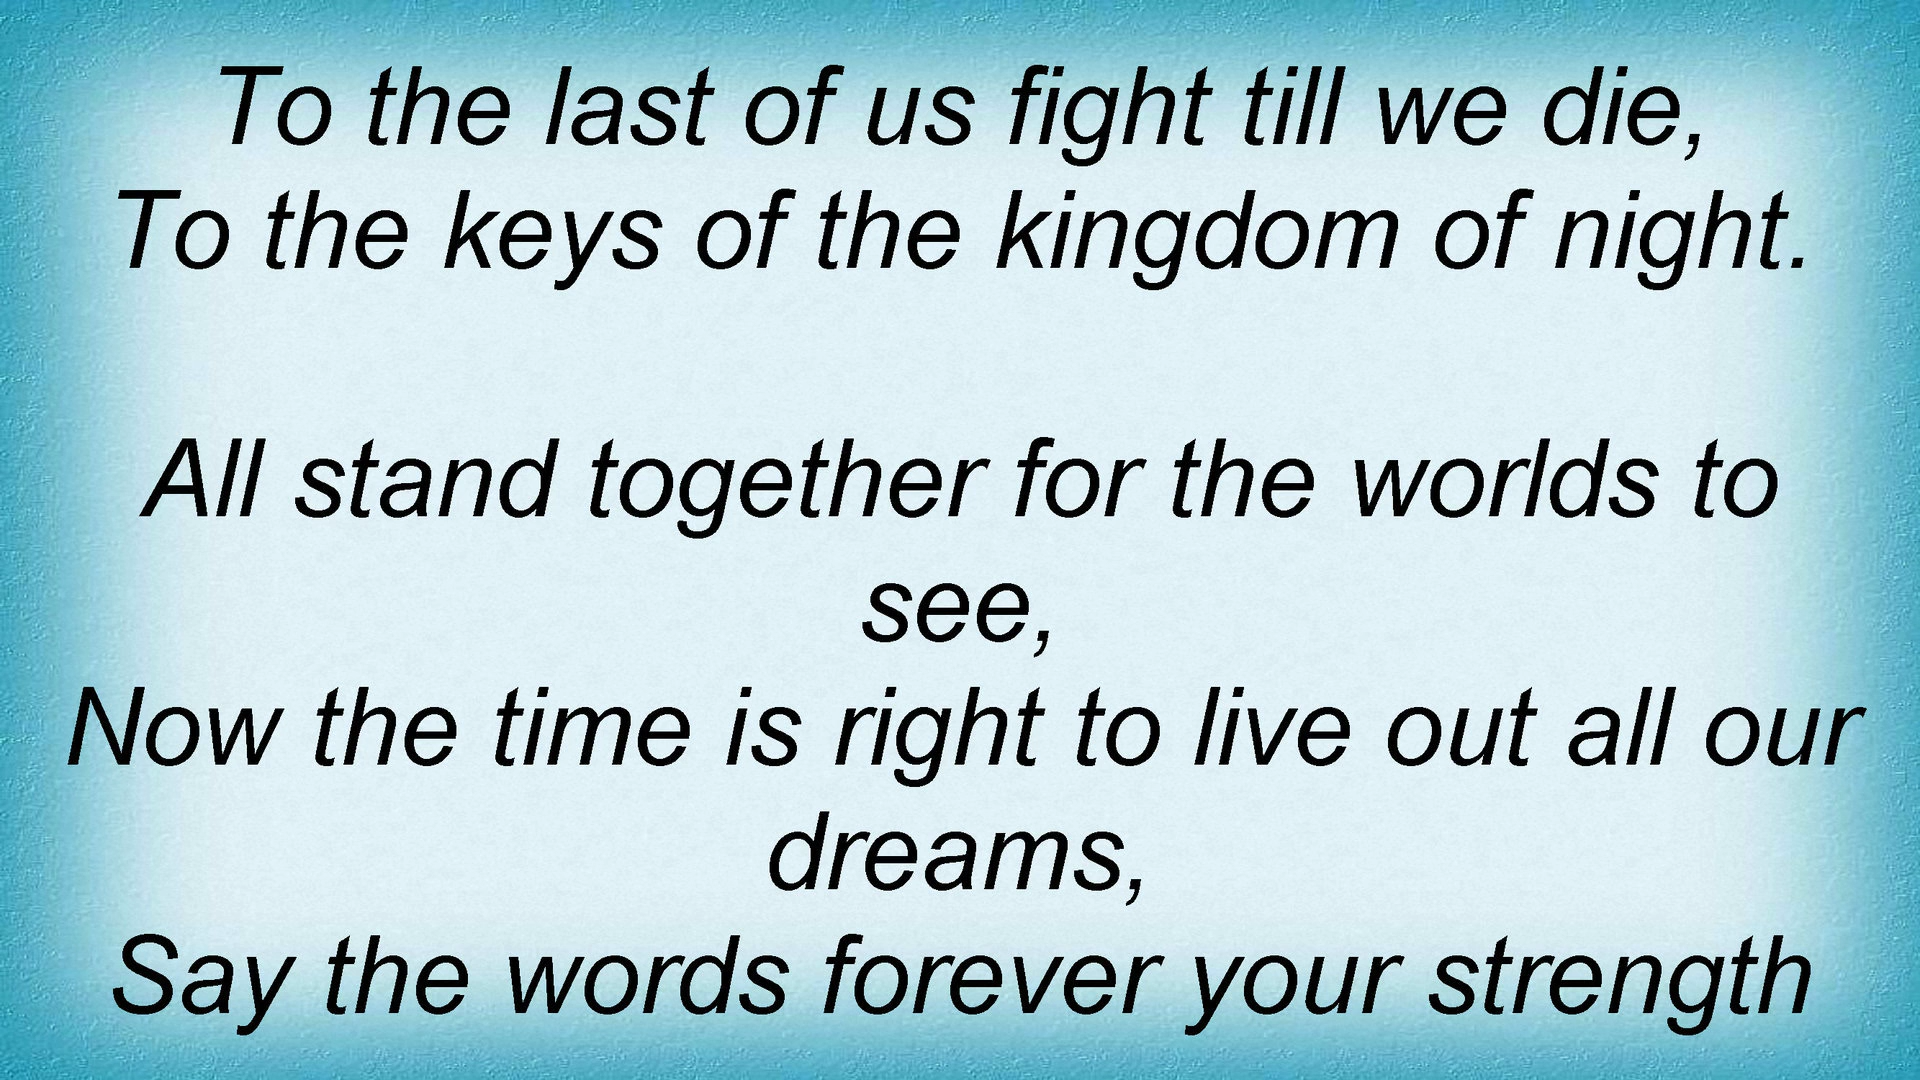 To the last of us fight till we die,
To the keys of the kingdom of night.
All stand together for the worlds to
see,
Now the time is right to live out all our
dreams,
Say the words forever your strength